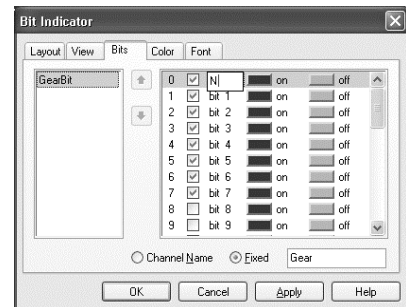 Bit Indicator
Layout View Bits Color Font
GearBit
0 N on off
1 bit 1 on off
2 bit 2 on off
3 bit 3 on off
4 bit 4 on off
5 bit 5 on off
6 bit 6 on off
7 bit 7 on off
8 bit 8 on off
9 bit 9 on off
Channel Name Fixed Gear
OK Cancel Apply Help